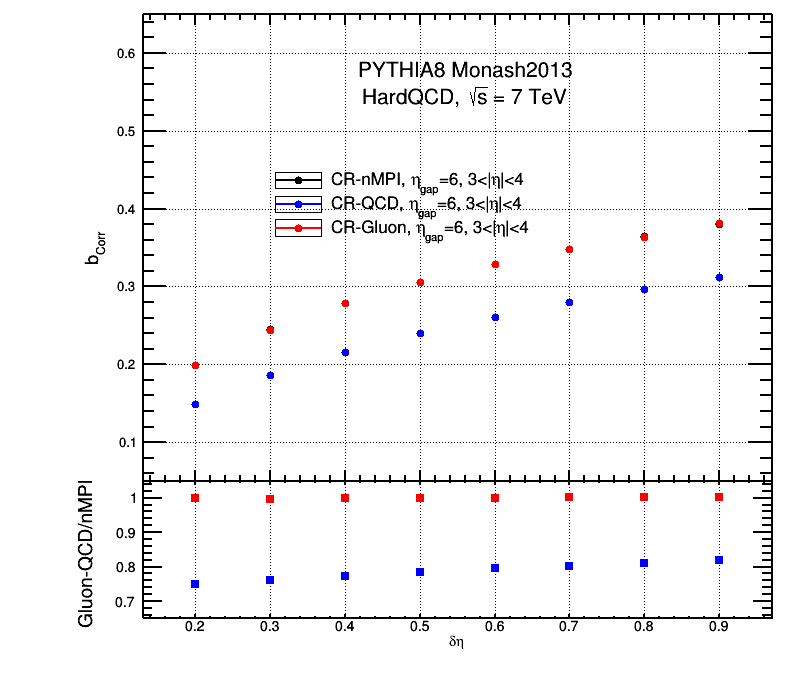 PYTHIA8 Monash2013
HardQCD, √s = 7 TeV
CR-nMPI, η_gap=6, 3<|η|<4
CR-QCD, η_gap=6, 3<|η|<4
CR-Gluon, η_gap=6, 3<|η|<4
b_Corr
0.6
0.5
0.4
0.3
0.2
0.1
Gluon-QCD/nMPI
1
0.9
0.8
0.7
0.2 0.3 0.4 0.5 0.6 0.7 0.8 0.9
δη